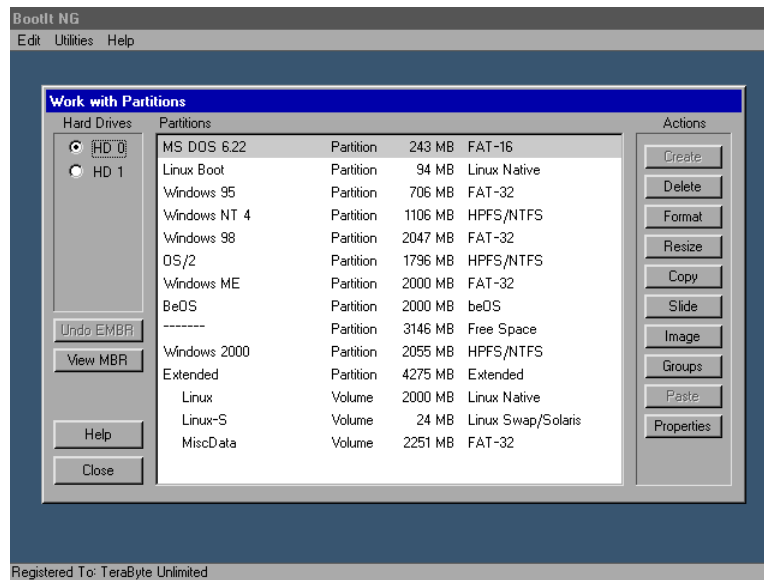 BootIt NG
Edit Utilities Help
Work with Partitions
Hard Drives Partitions Actions
HD 0
HD 1
MS DOS 6.22 Partition 243 MB FAT-16
Linux Boot Partition 94 MB Linux Native
Windows 95 Partition 706 MB FAT-32
Windows NT 4 Partition 1106 MB HPFS/NTFS
Windows 98 Partition 2047 MB FAT-32
OS/2 Partition 1796 MB HPFS/NTFS
Windows ME Partition 2000 MB FAT-32
BeOS Partition 2000 MB beOS
------- Partition 3146 MB Free Space
Windows 2000 Partition 2055 MB HPFS/NTFS
Extended Partition 4275 MB Extended
Linux Volume 2000 MB Linux Native
Linux-S Volume 24 MB Linux Swap/Solaris
MiscData Volume 2251 MB FAT-32
Create
Delete
Format
Resize
Copy
Slide
Image
Groups
Paste
Properties
Undo EMBR
View MBR
Help
Close
Registered To: TeraByte Unlimited